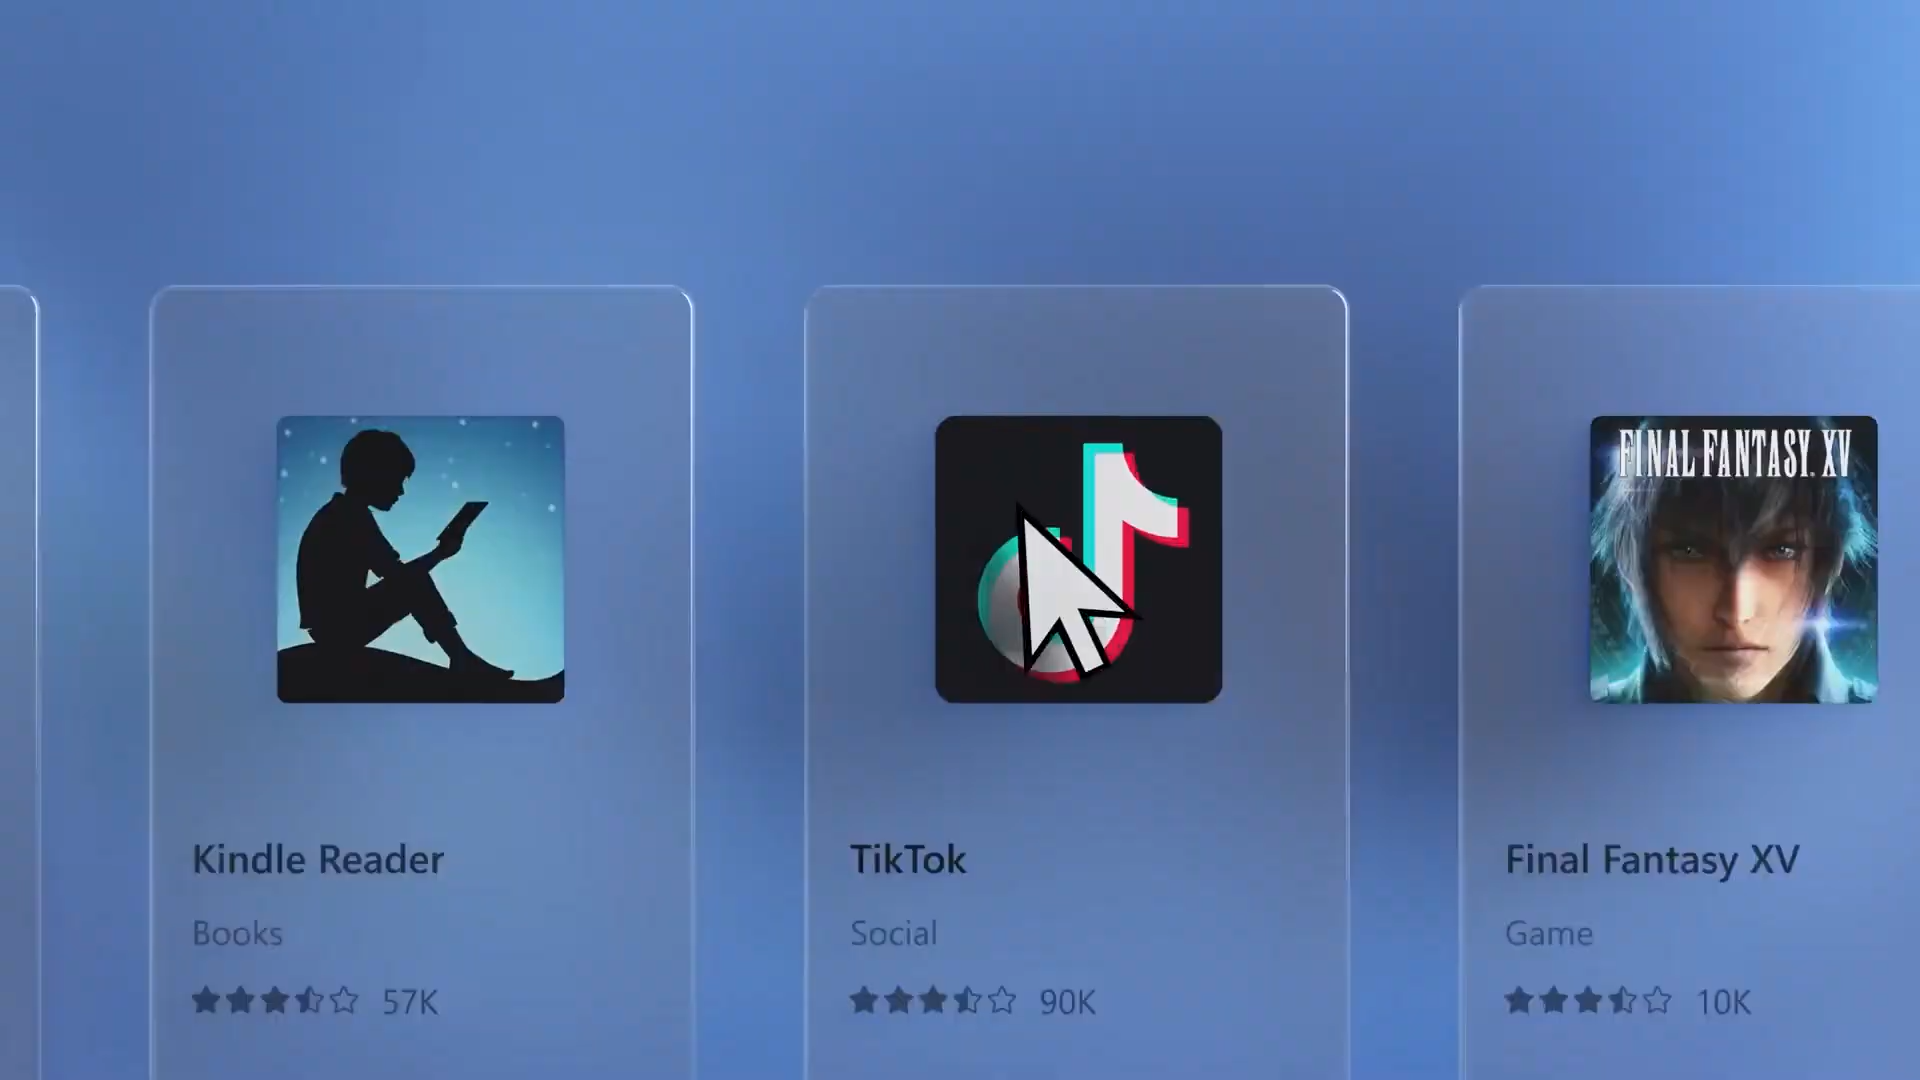 FINAL FANTASY XV
Kindle Reader
Books
57K
TikTok
Social
90K
Final Fantasy XV
Game
10K